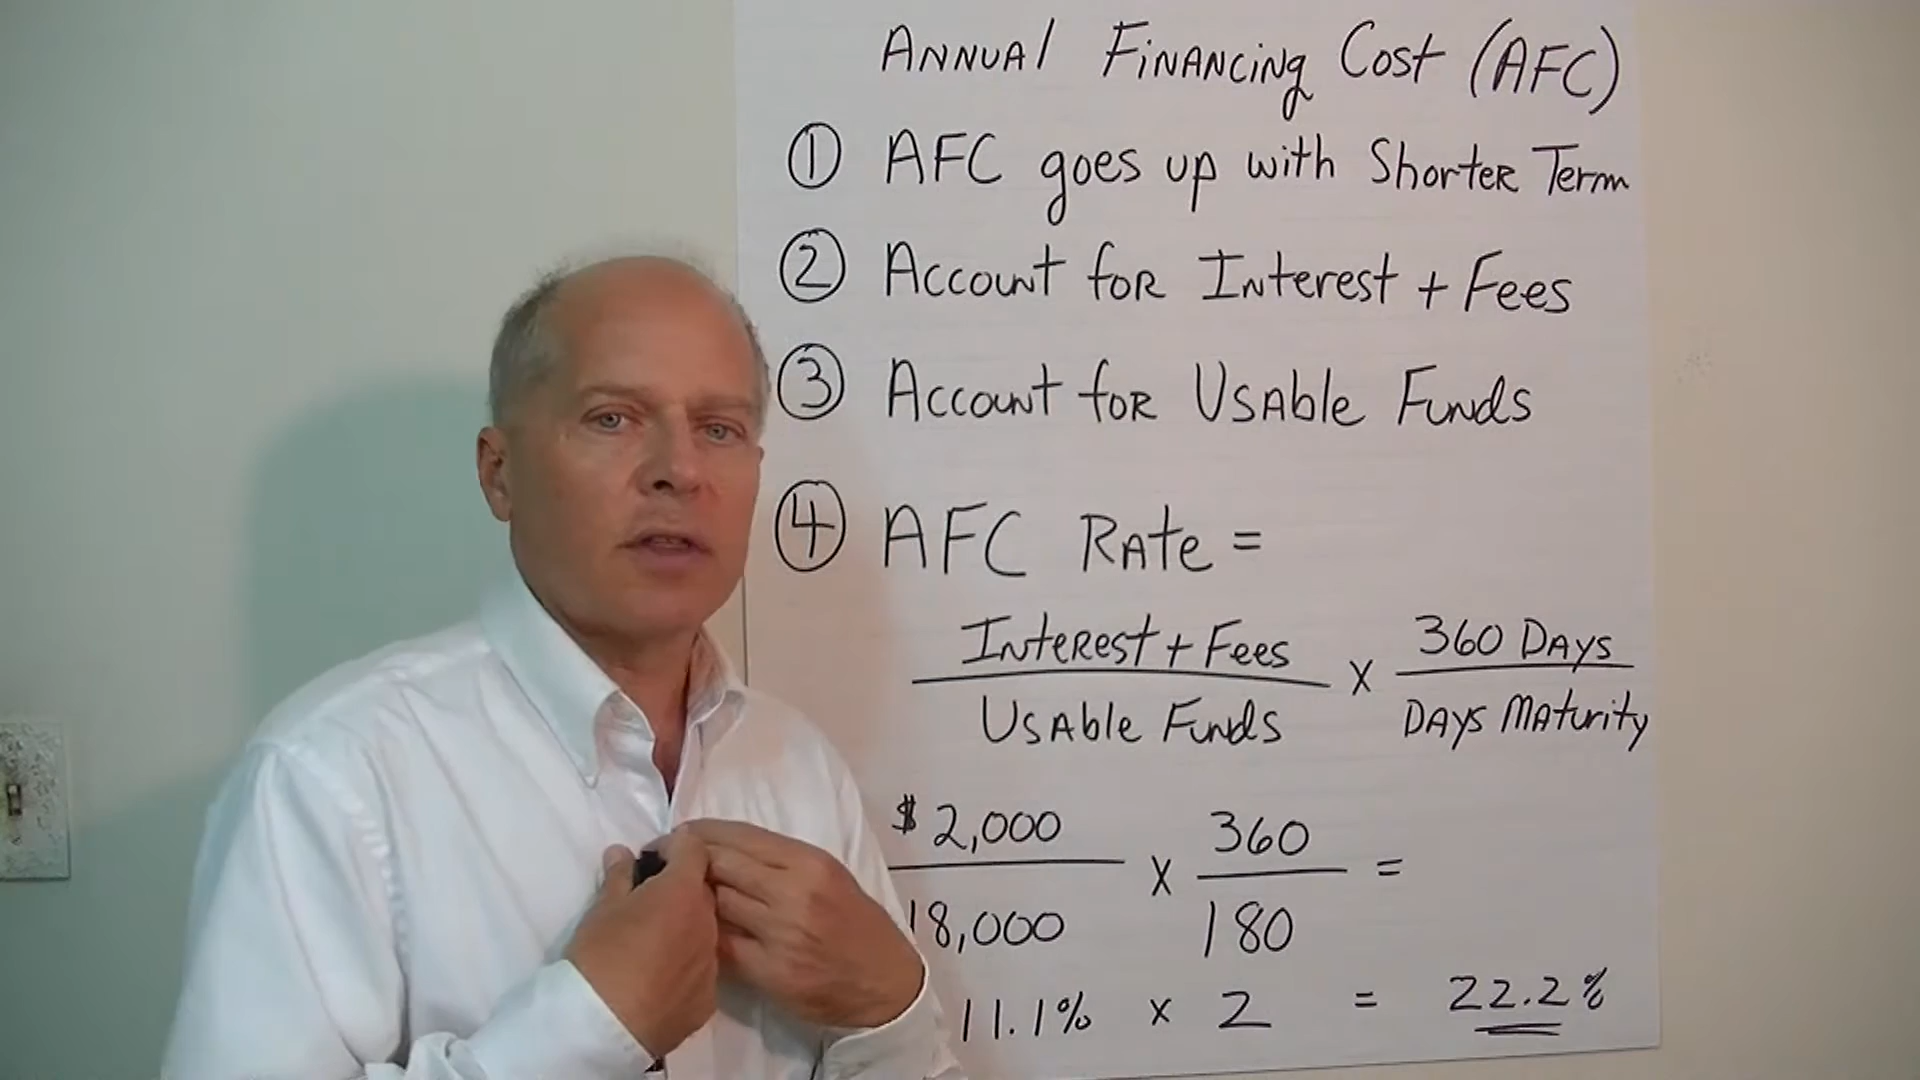 Annual Financing Cost (AFC)
① AFC goes up with Shorter Term
② Account for Interest + Fees
③ Account for Usable Funds
④ AFC Rate =
Interest + Fees x 360 Days
Usable Funds Days Maturity
$2,000 x 360 =
18,000 180
11.1% x 2 = 22.2%